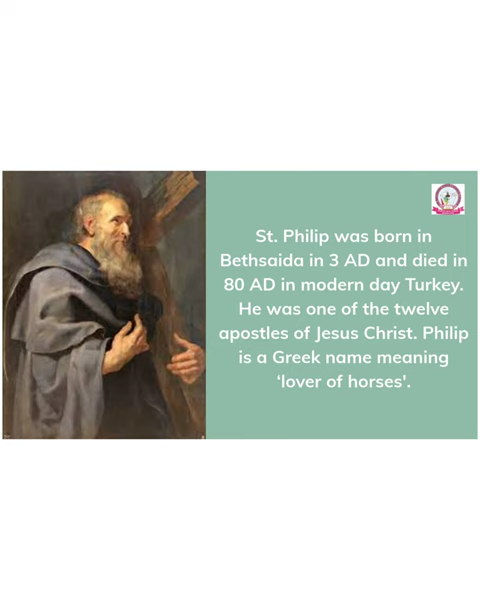 St. Philip was born in
Bethsaida in 3 AD and died in
80 AD in modern day Turkey.
He was one of the twelve
apostles of Jesus Christ. Philip
is a Greek name meaning
‘lover of horses'.